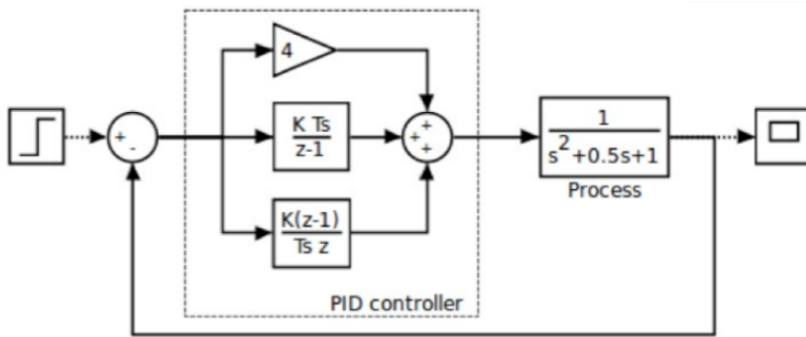 4
+
-
K Ts
z-1
K(z-1)
Ts z
+
+
+
1
s²+0.5s+1
Process
PID controller